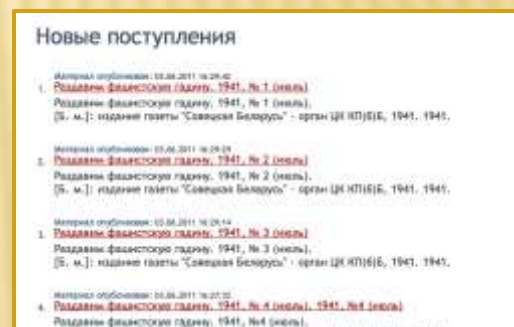 Новые поступления
Материал опубликован: 03.06.2011 16:29:42
1. Раздавим фашистскую гадину. 1941, № 1 (июль)
Раздавим фашистскую гадину. 1941, № 1 (июль).
[Б. м.]: издание газеты "Совецкая Беларусь" - орган ЦК КП(б)Б, 1941. 1941.
Материал опубликован: 03.06.2011 16:29:29
2. Раздавим фашистскую гадину. 1941, № 2 (июль)
Раздавим фашистскую гадину. 1941, № 2 (июль).
[Б. м.]: издание газеты "Совецкая Беларусь" - орган ЦК КП(б)Б, 1941. 1941.
Материал опубликован: 03.06.2011 16:29:14
3. Раздавим фашистскую гадину. 1941, № 3 (июль)
Раздавим фашистскую гадину. 1941, № 3 (июль).
[Б. м.]: издание газеты "Совецкая Беларусь" - орган ЦК КП(б)Б, 1941. 1941.
Материал опубликован: 03.06.2011 16:27:32
4. Раздавим фашистскую гадину. 1941, № 4 (июль). 1941, №4 (июль)
Раздавим фашистскую гадину. 1941, №4 (июль).